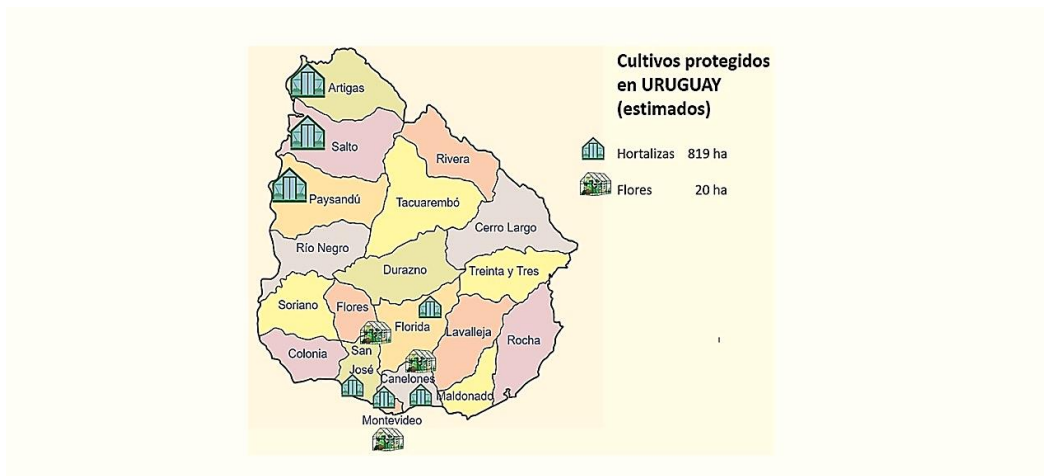 Cultivos protegidos
en URUGUAY
(estimados)
Hortalizas 819 ha
Flores 20 ha
Artigas
Salto
Rivera
Paysandú
Tacuarembó
Cerro Largo
Río Negro
Durazno
Treinta y Tres
Soriano
Flores
Florida
Lavalleja
Rocha
Colonia
San
José
Canelones
Maldonado
Montevideo